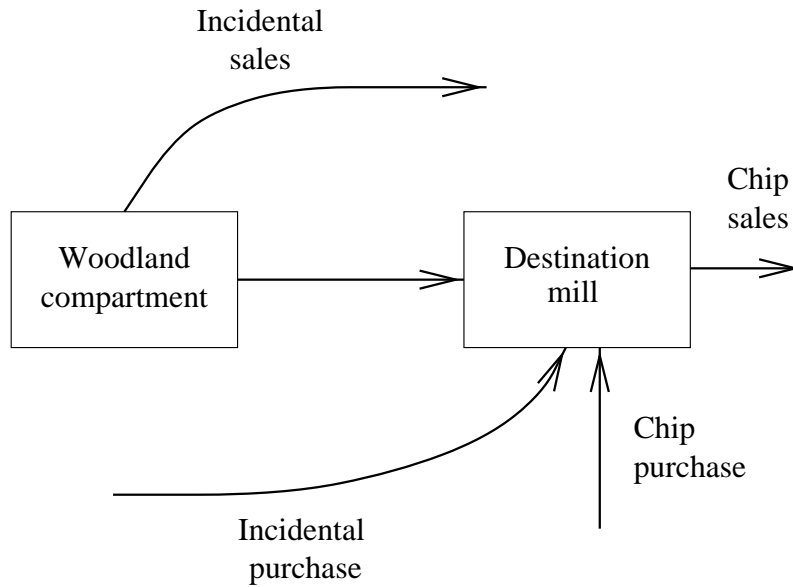 Incidental
sales
Chip
sales
Woodland
compartment
Destination
mill
Chip
purchase
Incidental
purchase